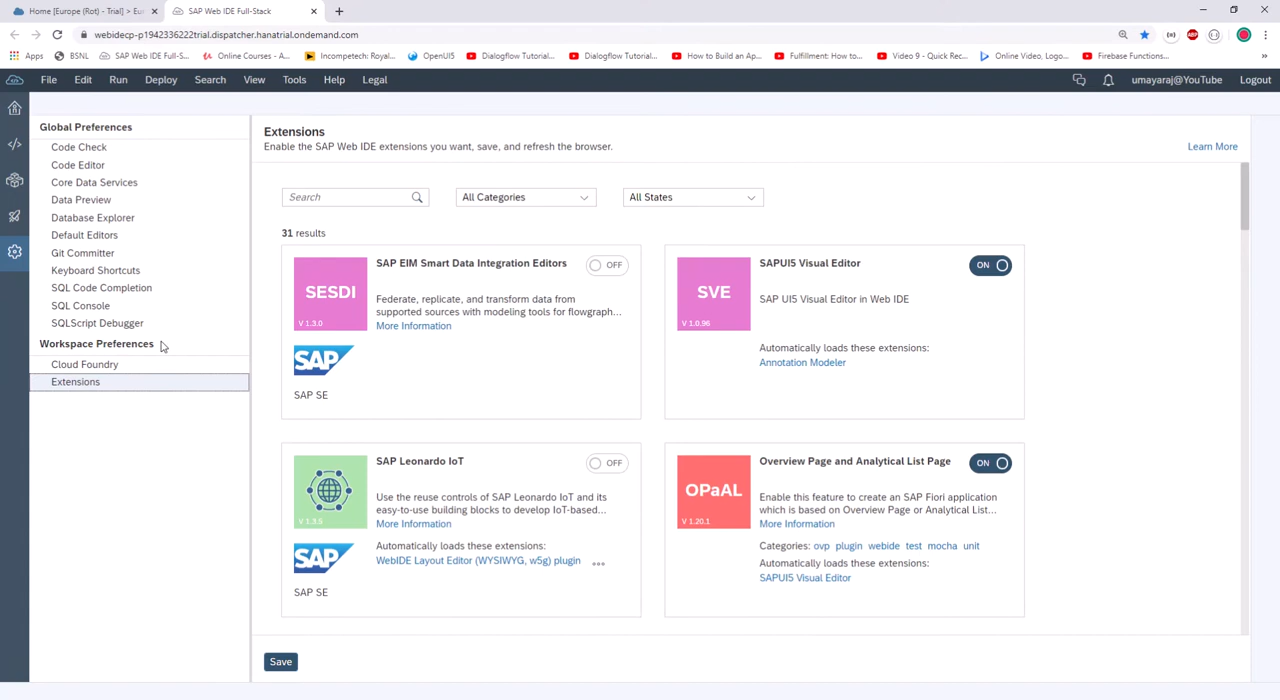 Home [Europe (Rot) - Trial] > Eur
SAP Web IDE Full-Stack
webidecp-p1942336222trial.dispatcher.hanatrial.ondemand.com
Apps
BSNL
SAP Web IDE Full-S...
Online Courses - A...
Incompetech: Royal...
OpenUI5
Dialogflow Tutorial...
Dialogflow Tutorial...
How to Build an Ap...
Fulfillment: How to...
Video 9 - Quick Rec...
Online Video, Logo...
Firebase Functions...
File Edit Run Deploy Search View Tools Help Legal
umayaraj@YouTube
Logout
Global Preferences
Code Check
Code Editor
Core Data Services
Data Preview
Database Explorer
Default Editors
Git Committer
Keyboard Shortcuts
SQL Code Completion
SQL Console
SQLScript Debugger
Workspace Preferences
Cloud Foundry
Extensions
Extensions
Enable the SAP Web IDE extensions you want, save, and refresh the browser.
Learn More
Search
All Categories
All States
31 results
SESDI
V 1.3.0
SAP EIM Smart Data Integration Editors
OFF
Federate, replicate, and transform data from
supported sources with modeling tools for flowgraph...
More Information
SAP
SAP SE
SVE
V 1.0.96
SAPUI5 Visual Editor
ON
SAP UI5 Visual Editor in Web IDE
Automatically loads these extensions:
Annotation Modeler
V 1.3.5
SAP Leonardo IoT
OFF
Use the reuse controls of SAP Leonardo IoT and its
easy-to-use building blocks to develop IoT-based...
More Information
Automatically loads these extensions:
WebIDE Layout Editor (WYSIWYG, w5g) plugin
SAP
SAP SE
OPaAL
V 1.20.1
Overview Page and Analytical List Page
ON
Enable this feature to create an SAP Fiori application
which is based on Overview Page or Analytical List...
More Information
Categories: ovp plugin webide test mocha unit
Automatically loads these extensions:
SAPUI5 Visual Editor
Save